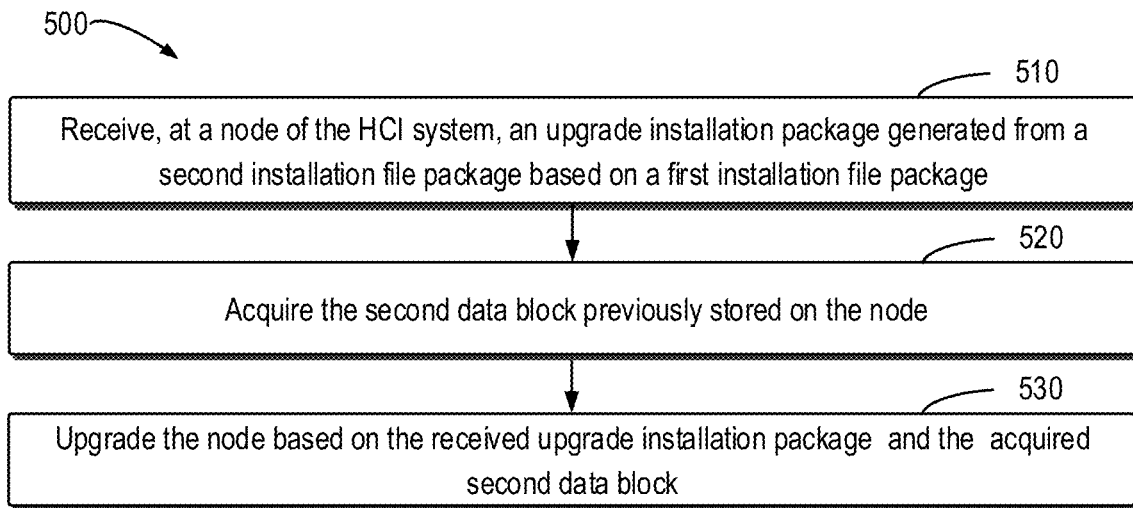 500
510
Receive, at a node of the HCI system, an upgrade installation package generated from a
second installation file package based on a first installation file package
520
Acquire the second data block previously stored on the node
530
Upgrade the node based on the received upgrade installation package and the acquired
second data block